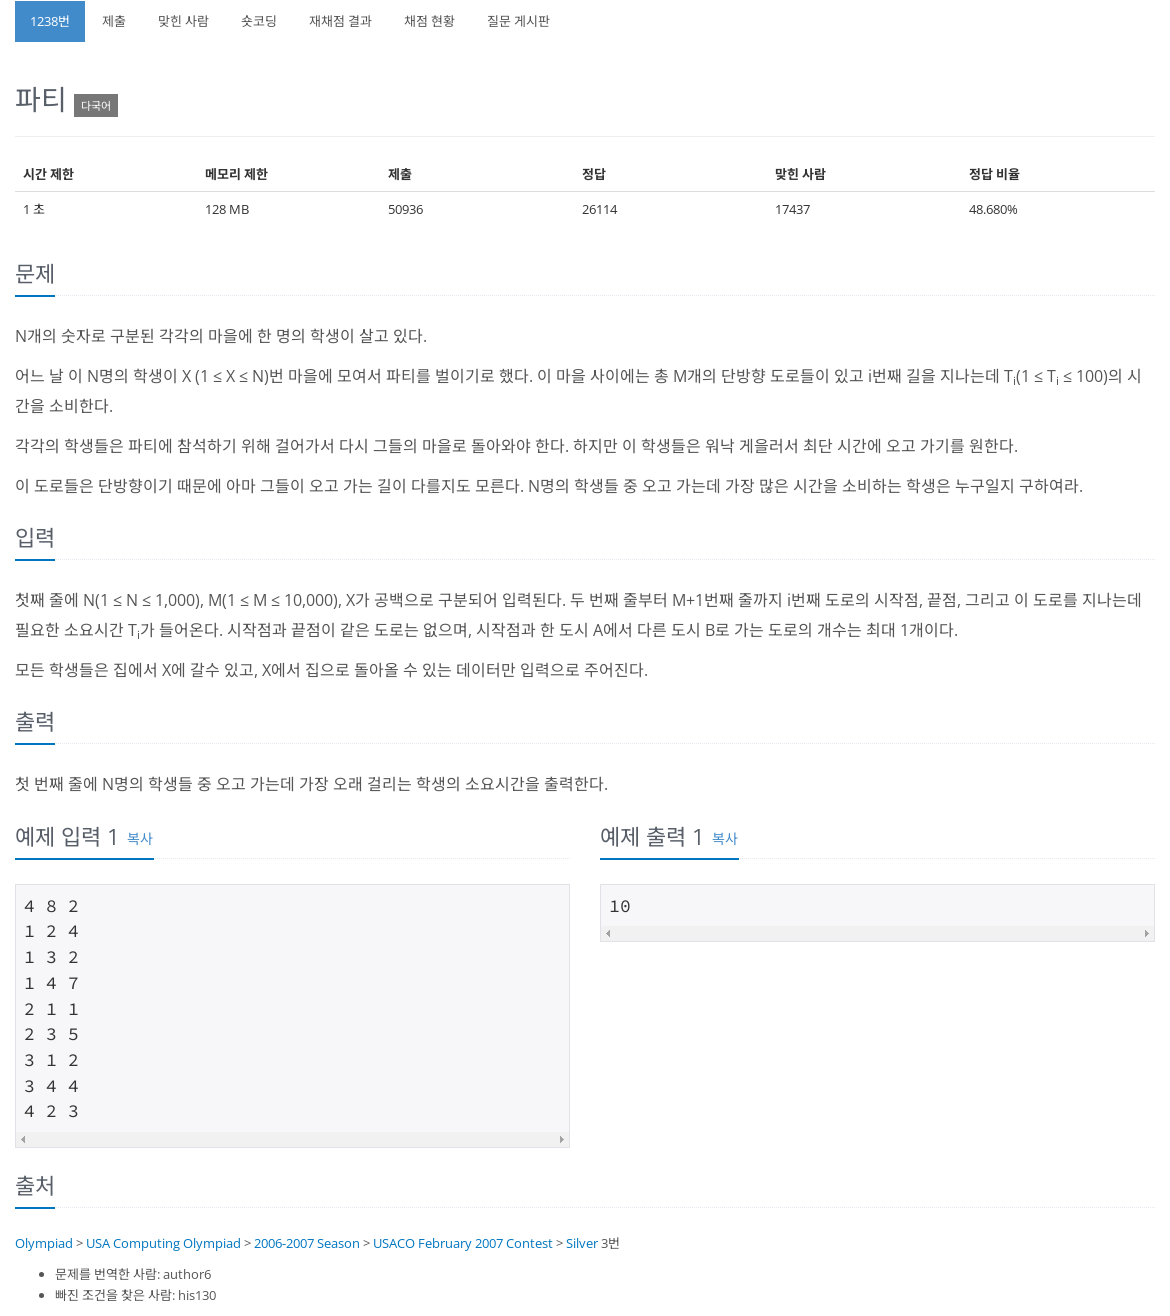 1238번 제출 맞힌 사람 숏코딩 재채점 결과 채점 현황 질문 게시판
파티 다국어
시간 제한 메모리 제한 제출 정답 맞힌 사람 정답 비율
1 초 128 MB 50936 26114 17437 48.680%
문제
N개의 숫자로 구분된 각각의 마을에 한 명의 학생이 살고 있다.
어느 날 이 N명의 학생이 X (1 ≤ X ≤ N)번 마을에 모여서 파티를 벌이기로 했다. 이 마을 사이에는 총 M개의 단방향 도로들이 있고 i번째 길을 지나는데 Ti(1 ≤ Ti ≤ 100)의 시
간을 소비한다.
각각의 학생들은 파티에 참석하기 위해 걸어가서 다시 그들의 마을로 돌아와야 한다. 하지만 이 학생들은 워낙 게을러서 최단 시간에 오고 가기를 원한다.
이 도로들은 단방향이기 때문에 아마 그들이 오고 가는 길이 다를지도 모른다. N명의 학생들 중 오고 가는데 가장 많은 시간을 소비하는 학생은 누구일지 구하여라.
입력
첫째 줄에 N(1 ≤ N ≤ 1,000), M(1 ≤ M ≤ 10,000), X가 공백으로 구분되어 입력된다. 두 번째 줄부터 M+1번째 줄까지 i번째 도로의 시작점, 끝점, 그리고 이 도로를 지나는데
필요한 소요시간 Ti가 들어온다. 시작점과 끝점이 같은 도로는 없으며, 시작점과 한 도시 A에서 다른 도시 B로 가는 도로의 개수는 최대 1개이다.
모든 학생들은 집에서 X에 갈수 있고, X에서 집으로 돌아올 수 있는 데이터만 입력으로 주어진다.
출력
첫 번째 줄에 N명의 학생들 중 오고 가는데 가장 오래 걸리는 학생의 소요시간을 출력한다.
예제 입력 1 복사
4 8 2
1 2 4
1 3 2
1 4 7
2 1 1
2 3 5
3 1 2
3 4 4
4 2 3
예제 출력 1 복사
10
출처
Olympiad > USA Computing Olympiad > 2006-2007 Season > USACO February 2007 Contest > Silver 3번
문제를 번역한 사람: author6
빠진 조건을 찾은 사람: his130